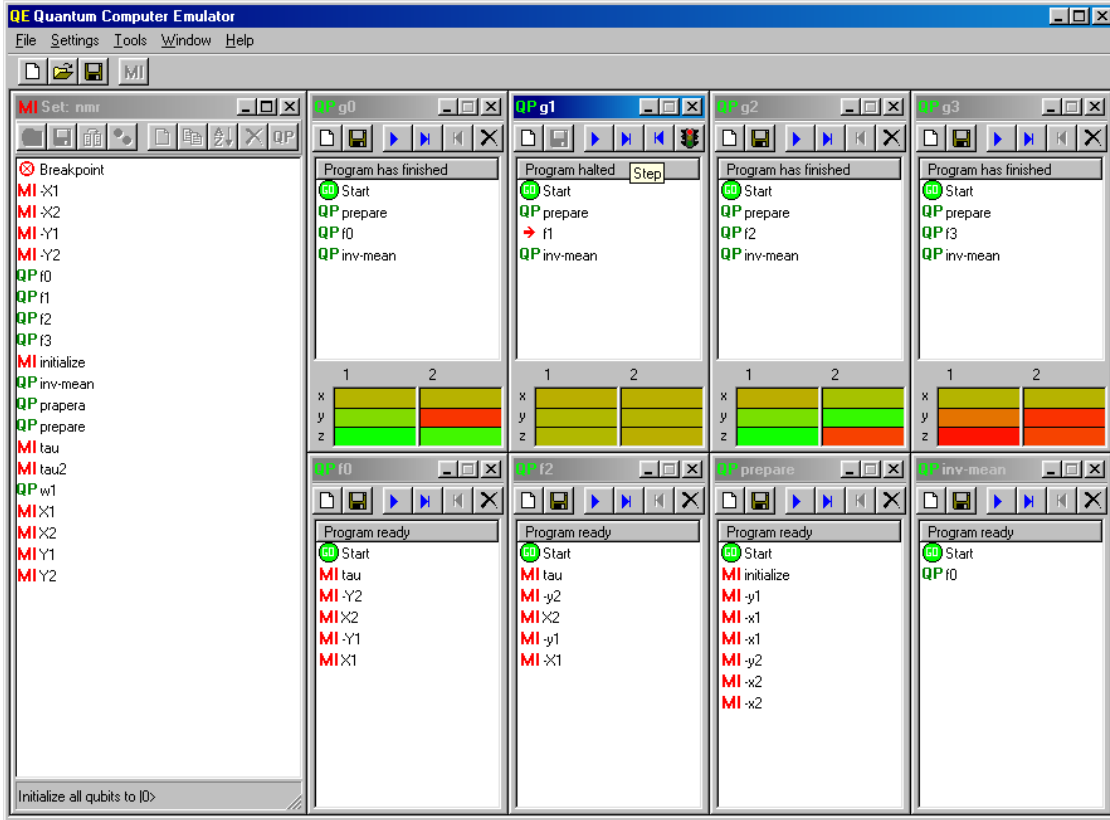 QE Quantum Computer Emulator
File Settings Tools Window Help
MI
MI Set: nmr
QP
Breakpoint
MI -X1
MI -X2
MI -Y1
MI -Y2
QP f0
QP f1
QP f2
QP f3
MI initialize
QP inv-mean
QP prapera
QP prepare
MI tau
MI tau2
QP w1
MI X1
MI X2
MI Y1
MI Y2
Initialize all qubits to |0>
QP g0
Program has finished
GO Start
QP prepare
QP f0
QP inv-mean
1 2
x
y
z
QP g1
Program halted
Step
GO Start
QP prepare
f1
QP inv-mean
1 2
x
y
z
QP g2
Program has finished
GO Start
QP prepare
QP f2
QP inv-mean
1 2
x
y
z
QP g3
Program has finished
GO Start
QP prepare
QP f3
QP inv-mean
1 2
x
y
z
QP f0
Program ready
GO Start
MI tau
MI -Y2
MI X2
MI -Y1
MI X1
QP f2
Program ready
GO Start
MI tau
MI -y2
MI X2
MI -y1
MI -X1
QP prepare
Program ready
GO Start
MI initialize
MI -y1
MI -x1
MI -x1
MI -y2
MI -x2
MI -x2
QP inv-mean
Program ready
GO Start
QP f0